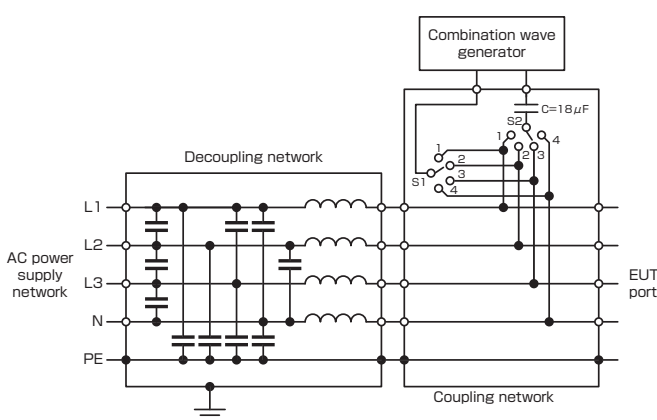 Combination wave
generator
C=18μF
S2
1
4
2
3
1
2
3
4
S1
Decoupling network
L1
L2
L3
N
PE
AC power
supply
network
EUT
port
Coupling network